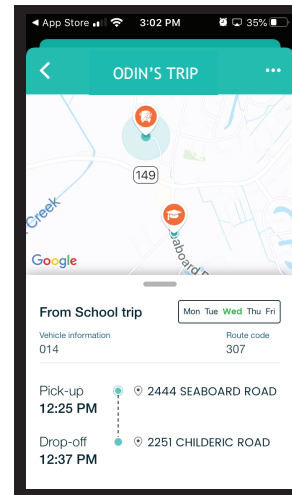 ◄ App Store 3:02 PM 35%
ODIN'S TRIP
149
Creek
Seaboard R
Google
From School trip Mon Tue Wed Thu Fri
Vehicle information Route code
014 307
Pick-up 2444 SEABOARD ROAD
12:25 PM
Drop-off 2251 CHILDERIC ROAD
12:37 PM